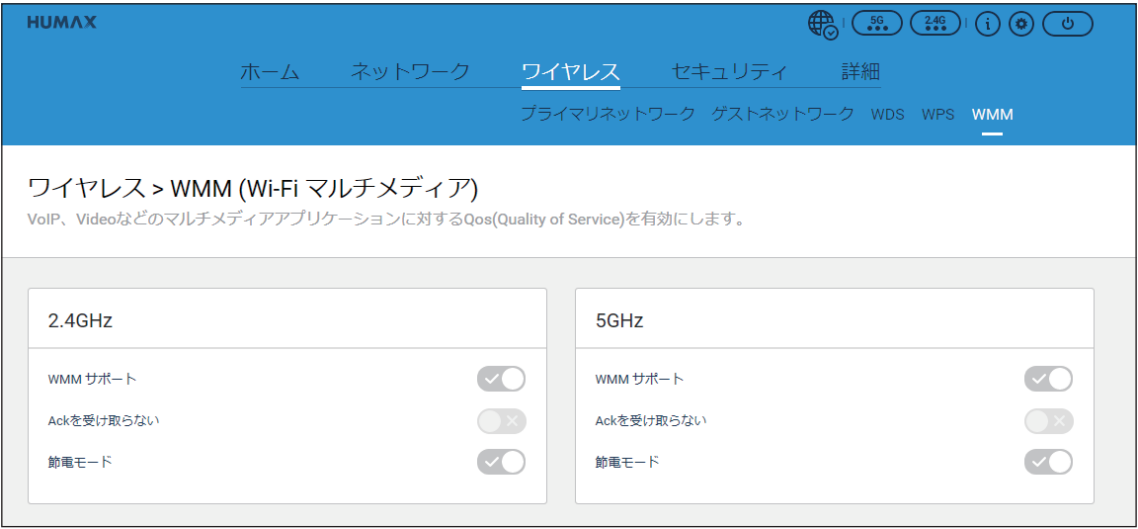 HUMAX
5G 2.4G
ホーム ネットワーク ワイヤレス セキュリティ 詳細
プライマリネットワーク ゲストネットワーク WDS WPS WMM
ワイヤレス > WMM (Wi-Fi マルチメディア)
VoIP、Videoなどのマルチメディアアプリケーションに対するQos(Quality of Service)を有効にします。
2.4GHz
WMM サポート
Ackを受け取らない
節電モード
5GHz
WMM サポート
Ackを受け取らない
節電モード